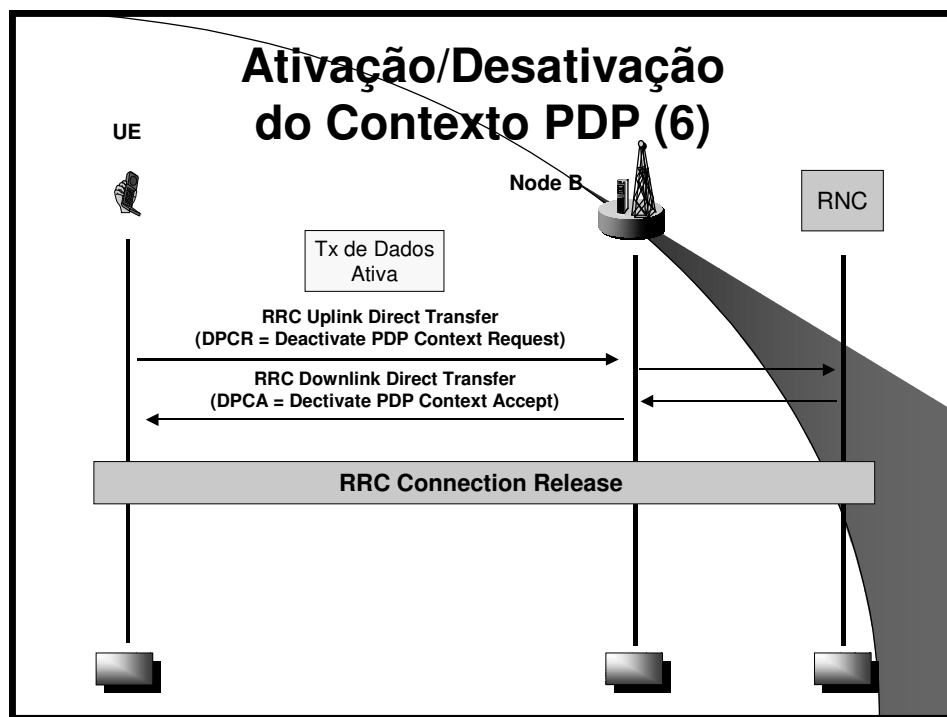 Ativação/Desativação
do Contexto PDP (6)
UE
Node B
RNC
Tx de Dados
Ativa
RRC Uplink Direct Transfer
(DPCR = Deactivate PDP Context Request)
RRC Downlink Direct Transfer
(DPCA = Dectivate PDP Context Accept)
RRC Connection Release